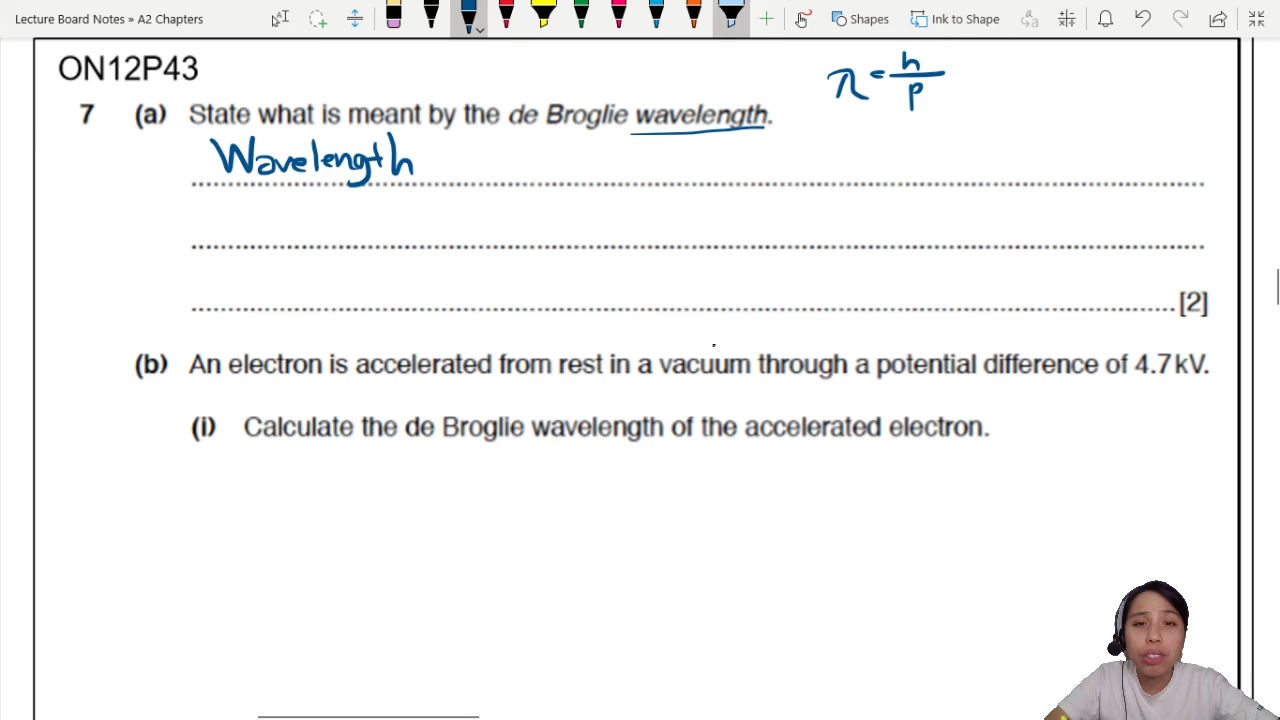 Lecture Board Notes » A2 Chapters
Shapes
Ink to Shape
ON12P43
λ = h/p
7 (a) State what is meant by the de Broglie wavelength.
Wavelength
[2]
(b) An electron is accelerated from rest in a vacuum through a potential difference of 4.7 kV.
(i) Calculate the de Broglie wavelength of the accelerated electron.